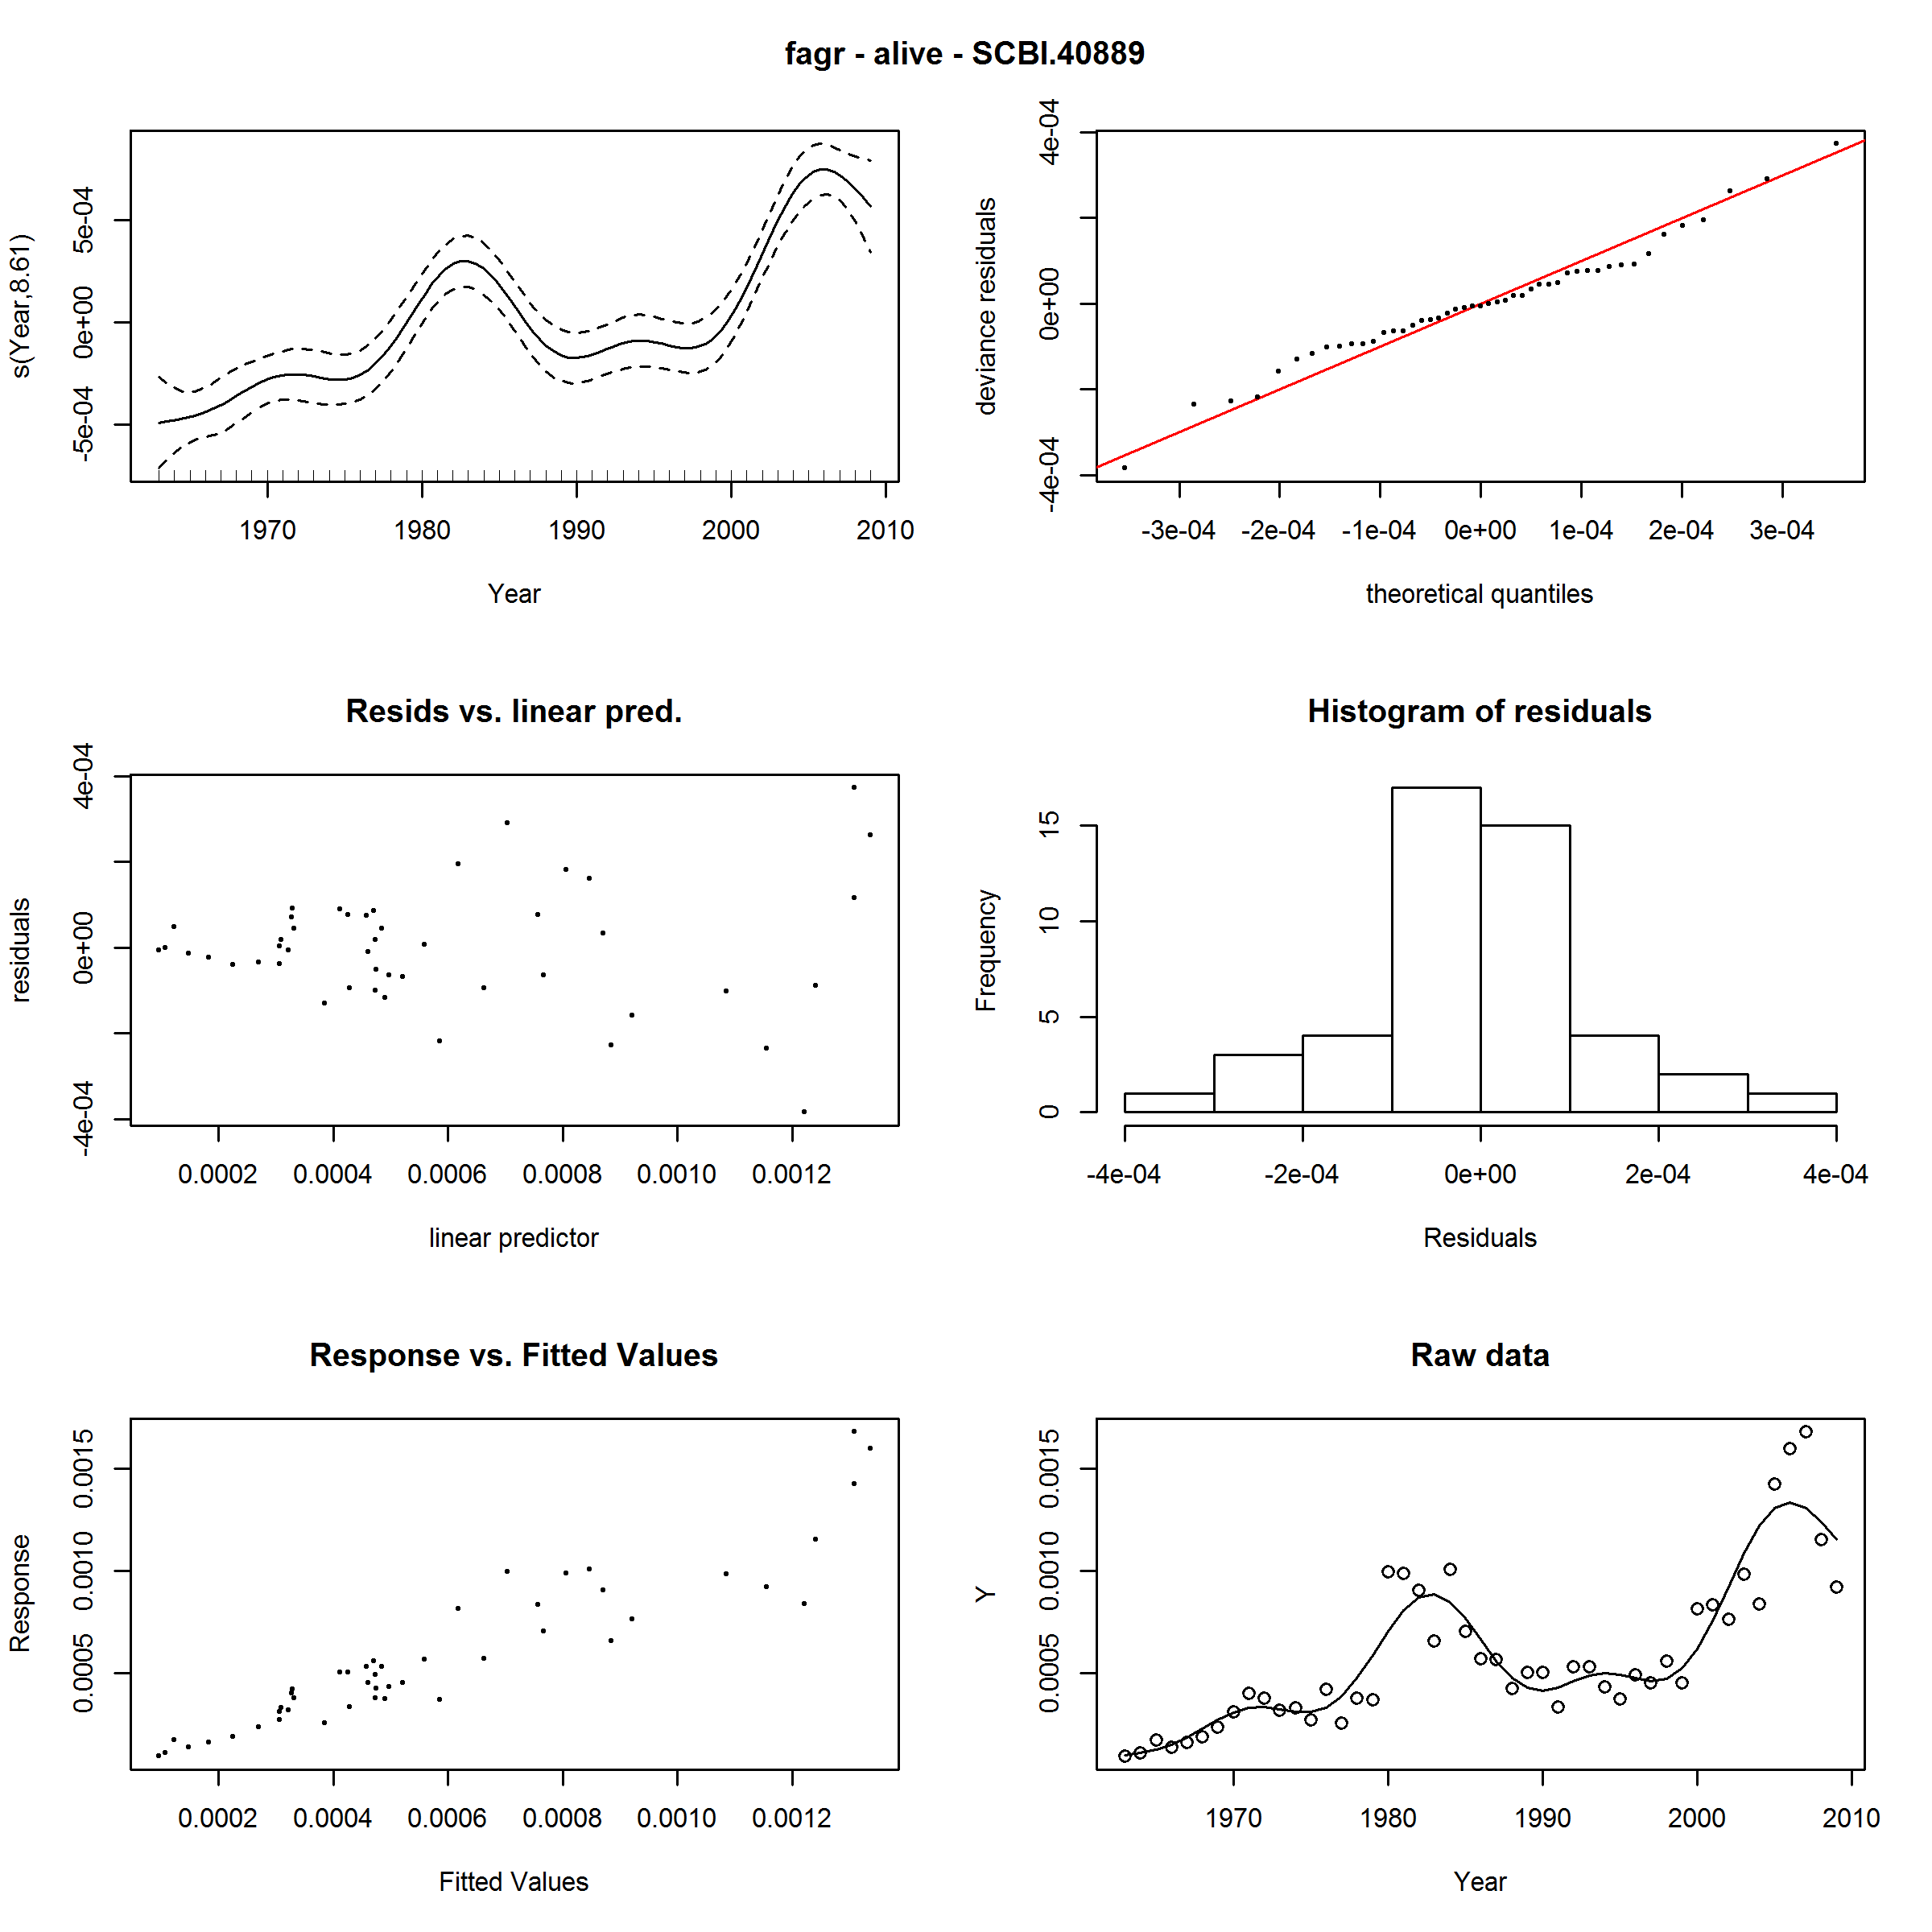 fagr - alive - SCBI.40889
s(Year,8.61)
5e-04
0e+00
-5e-04
1970 1980 1990 2000 2010
Year
deviance residuals
4e-04
0e+00
-4e-04
-3e-04 -2e-04 -1e-04 0e+00 1e-04 2e-04 3e-04
theoretical quantiles
Resids vs. linear pred.
residuals
4e-04
0e+00
-4e-04
0.0002 0.0004 0.0006 0.0008 0.0010 0.0012
linear predictor
Histogram of residuals
Frequency
15
10
5
0
-4e-04 -2e-04 0e+00 2e-04 4e-04
Residuals
Response vs. Fitted Values
Response
0.0015
0.0010
0.0005
0.0002 0.0004 0.0006 0.0008 0.0010 0.0012
Fitted Values
Raw data
Y
0.0015
0.0010
0.0005
1970 1980 1990 2000 2010
Year